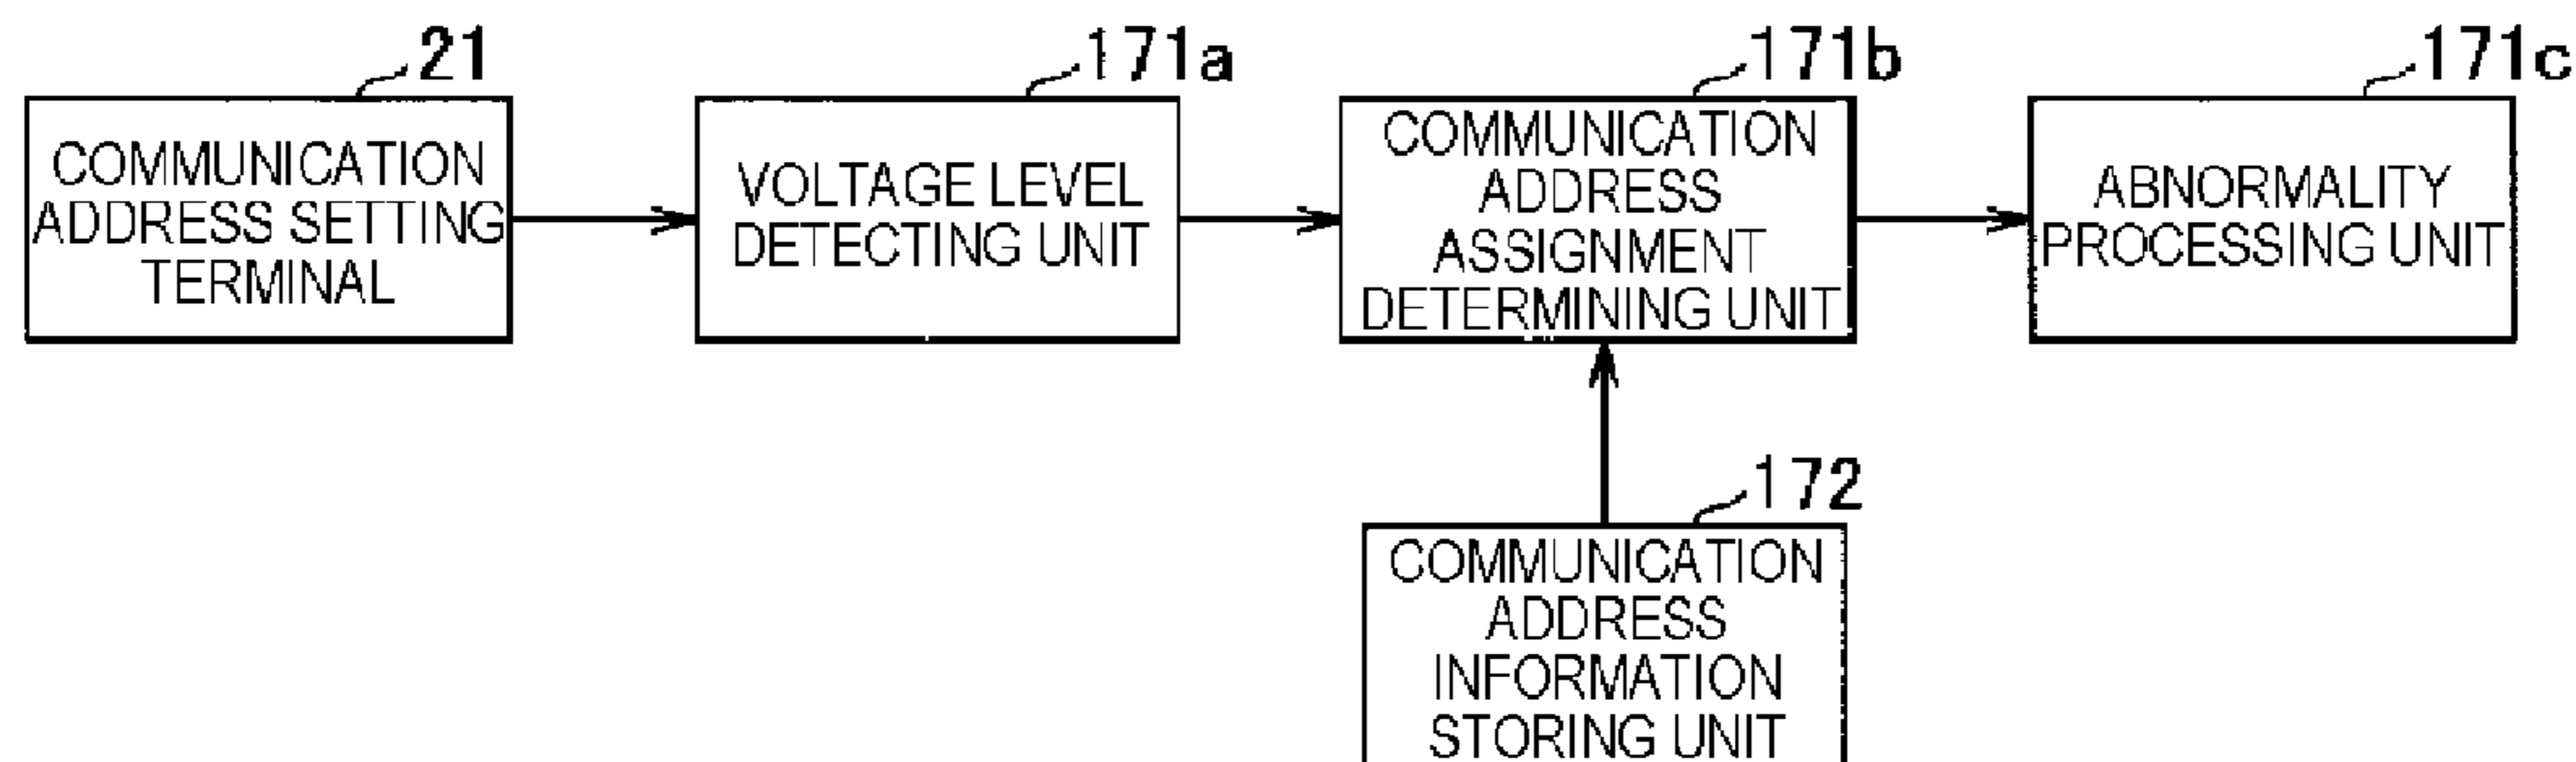 21
171a
171b
171c
COMMUNICATION
ADDRESS SETTING
TERMINAL
VOLTAGE LEVEL
DETECTING UNIT
COMMUNICATION
ADDRESS
ASSIGNMENT
DETERMINING UNIT
ABNORMALITY
PROCESSING UNIT
172
COMMUNICATION
ADDRESS
INFORMATION
STORING UNIT